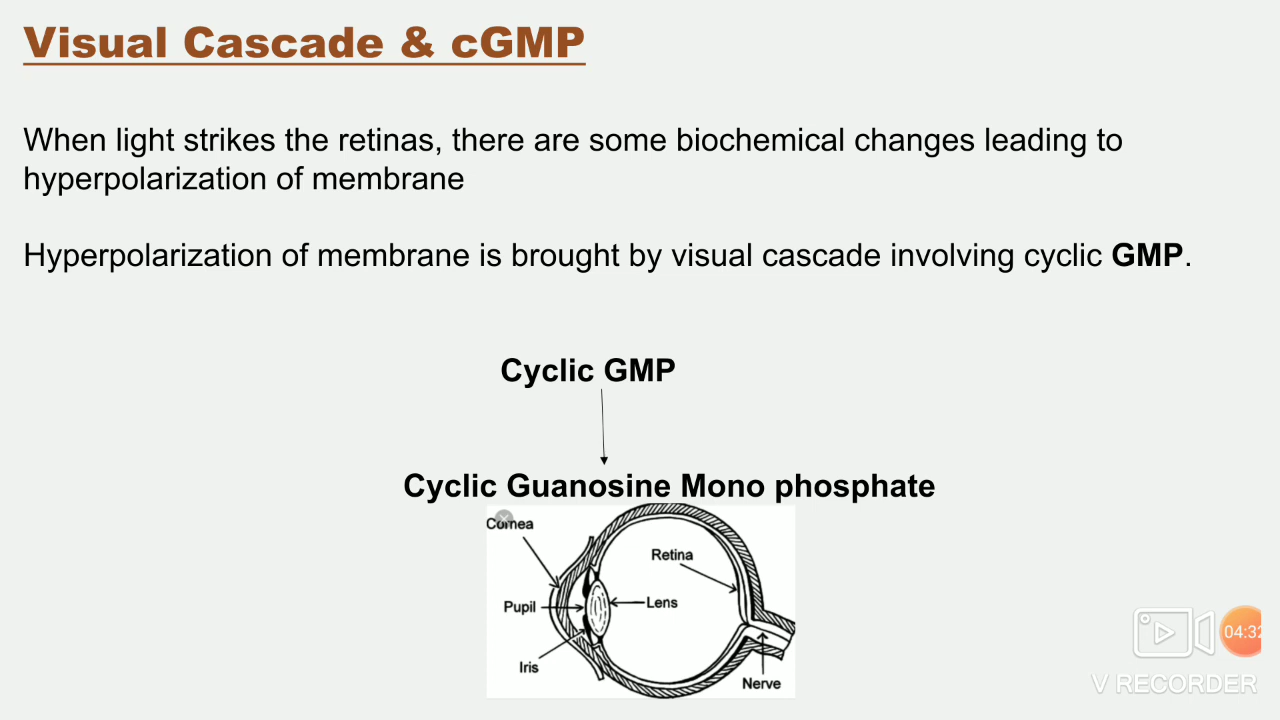 Visual Cascade & cGMP
When light strikes the retinas, there are some biochemical changes leading to
hyperpolarization of membrane
Hyperpolarization of membrane is brought by visual cascade involving cyclic GMP.
Cyclic GMP
Cyclic Guanosine Mono phosphate
Cornea
Retina
Pupil
Lens
Iris
Nerve
04:32
V RECORDER